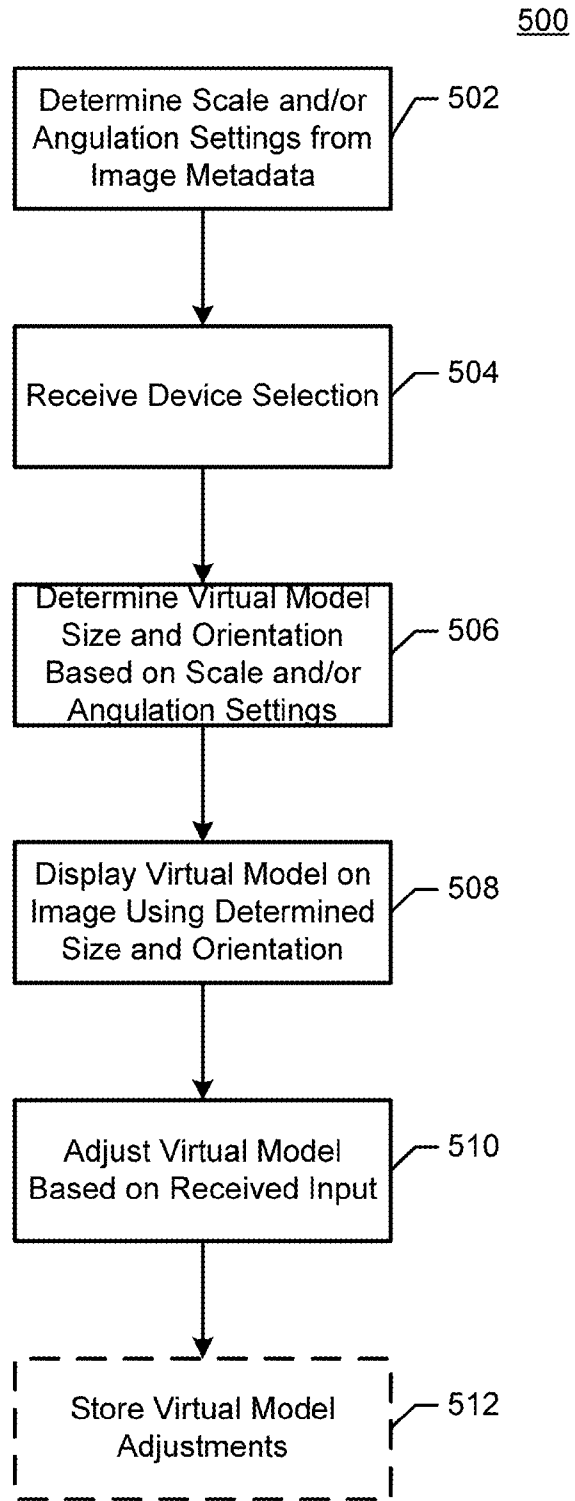 500
Determine Scale and/or
Angulation Settings from
Image Metadata
502
Receive Device Selection
504
Determine Virtual Model
Size and Orientation
Based on Scale and/or
Angulation Settings
506
Display Virtual Model on
Image Using Determined
Size and Orientation
508
Adjust Virtual Model
Based on Received Input
510
Store Virtual Model
Adjustments
512